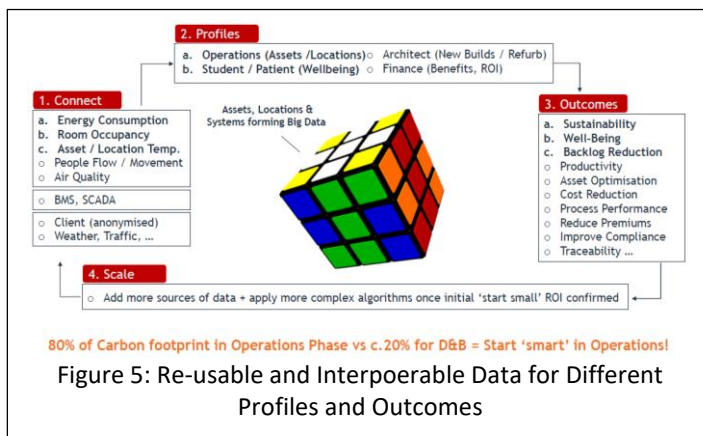 2. Profiles
a. Operations (Assets /Locations) ○ Architect (New Builds / Refurb)
b. Student / Patient (Wellbeing) ○ Finance (Benefits, ROI)
1. Connect
a. Energy Consumption
b. Room Occupancy
c. Asset / Location Temp.
○ People Flow / Movement
○ Air Quality
○ BMS, SCADA
○ Client (anonymised)
○ Weather, Traffic, ...
Assets, Locations &
Systems forming Big Data
3. Outcomes
a. Sustainability
b. Well-Being
c. Backlog Reduction
○ Productivity
○ Asset Optimisation
○ Cost Reduction
○ Process Performance
○ Reduce Premiums
○ Improve Compliance
○ Traceability ...
4. Scale
○ Add more sources of data + apply more complex algorithms once initial 'start small' ROI confirmed
80% of Carbon footprint in Operations Phase vs c.20% for D&B = Start 'smart' in Operations!
Figure 5: Re-usable and Interpoerable Data for Different
Profiles and Outcomes